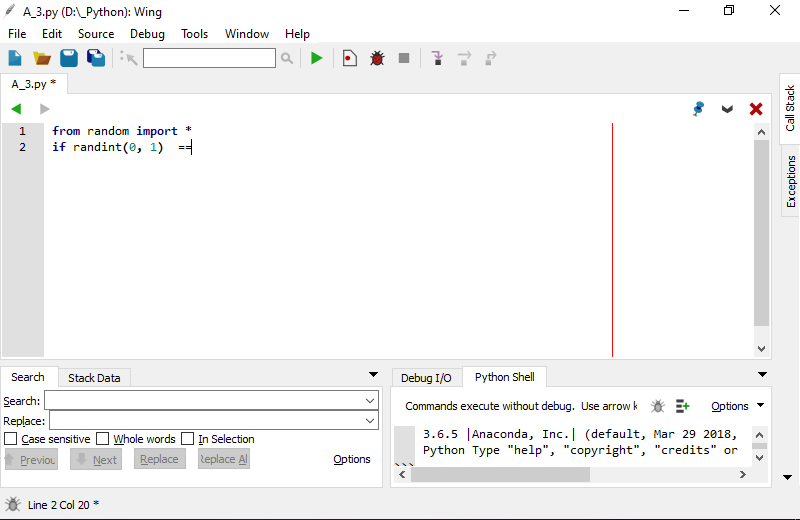 A_3.py (D:\_Python): Wing
File Edit Source Debug Tools Window Help
A_3.py *
1 from random import *
2 if randint(0, 1)  ==
Call Stack
Exceptions
Search Stack Data
Search:
Replace:
Case sensitive Whole words In Selection
Previou Next Replace Replace Al Options
Debug I/O Python Shell
Commands execute without debug. Use arrow k Options
3.6.5 |Anaconda, Inc.| (default, Mar 29 2018,
Python Type "help", "copyright", "credits" or
>>>
Line 2 Col 20 *